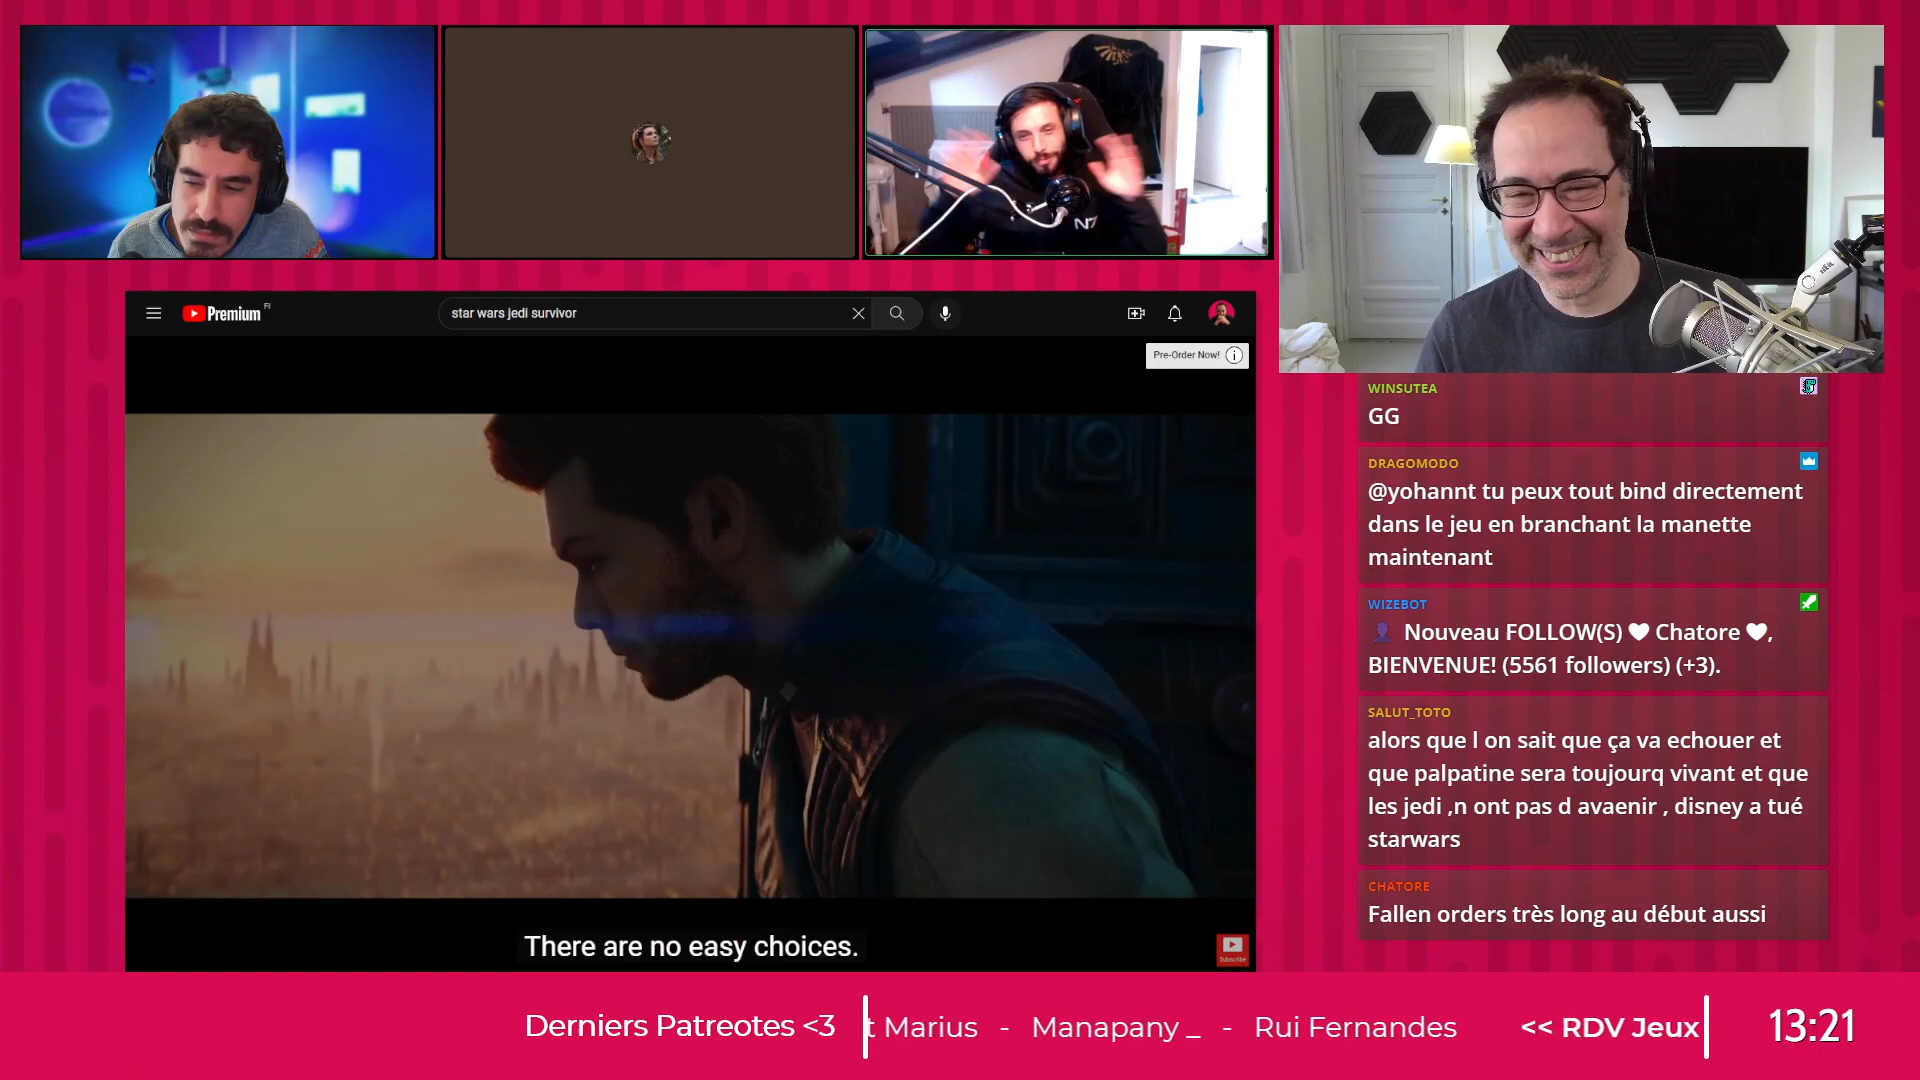 N7
Premium FI
star wars jedi survivor
Pre-Order Now!
There are no easy choices.
Subscribe
WINSUTEA
GG
DRAGOMODO
@yohannt tu peux tout bind directement
dans le jeu en branchant la manette
maintenant
WIZEBOT
Nouveau FOLLOW(S) 🤍 Chatore 🤍,
BIENVENUE! (5561 followers) (+3).
SALUT_TOTO
alors que l on sait que ça va echouer et
que palpatine sera toujourq vivant et que
les jedi ,n ont pas d avaenir , disney a tué
starwars
CHATORE
Fallen orders très long au début aussi
Derniers Patreotes <3
t Marius - Manapany _ - Rui Fernandes
<< RDV Jeux
13:21